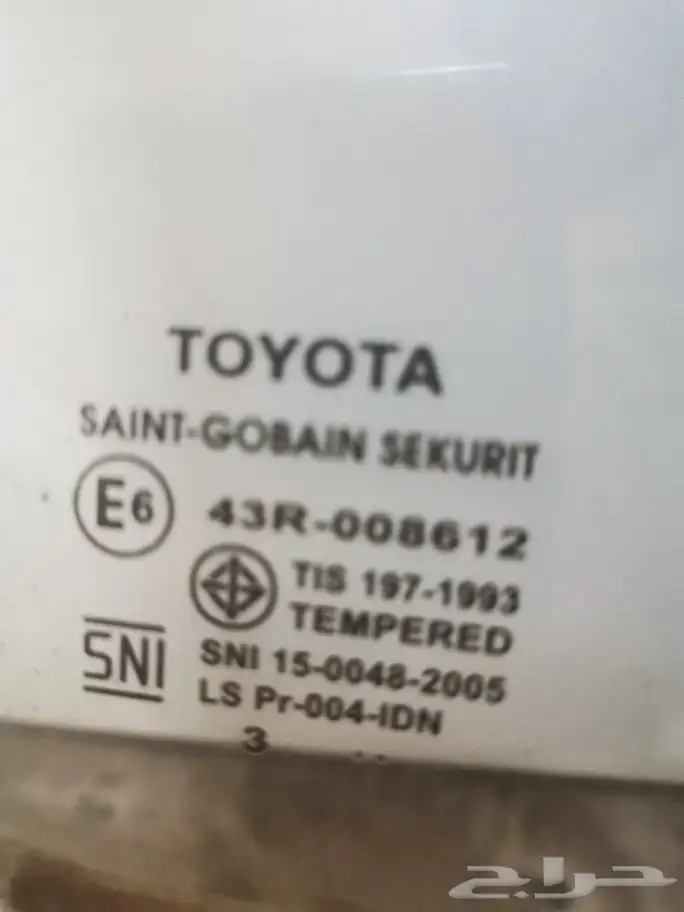 TOYOTA
SAINT-GOBAIN SEKURIT
E6 43R-008612
TIS 197-1993
TEMPERED
SNI
SNI 15-0048-2005
LS Pr-004-IDN
3 ..
حراج